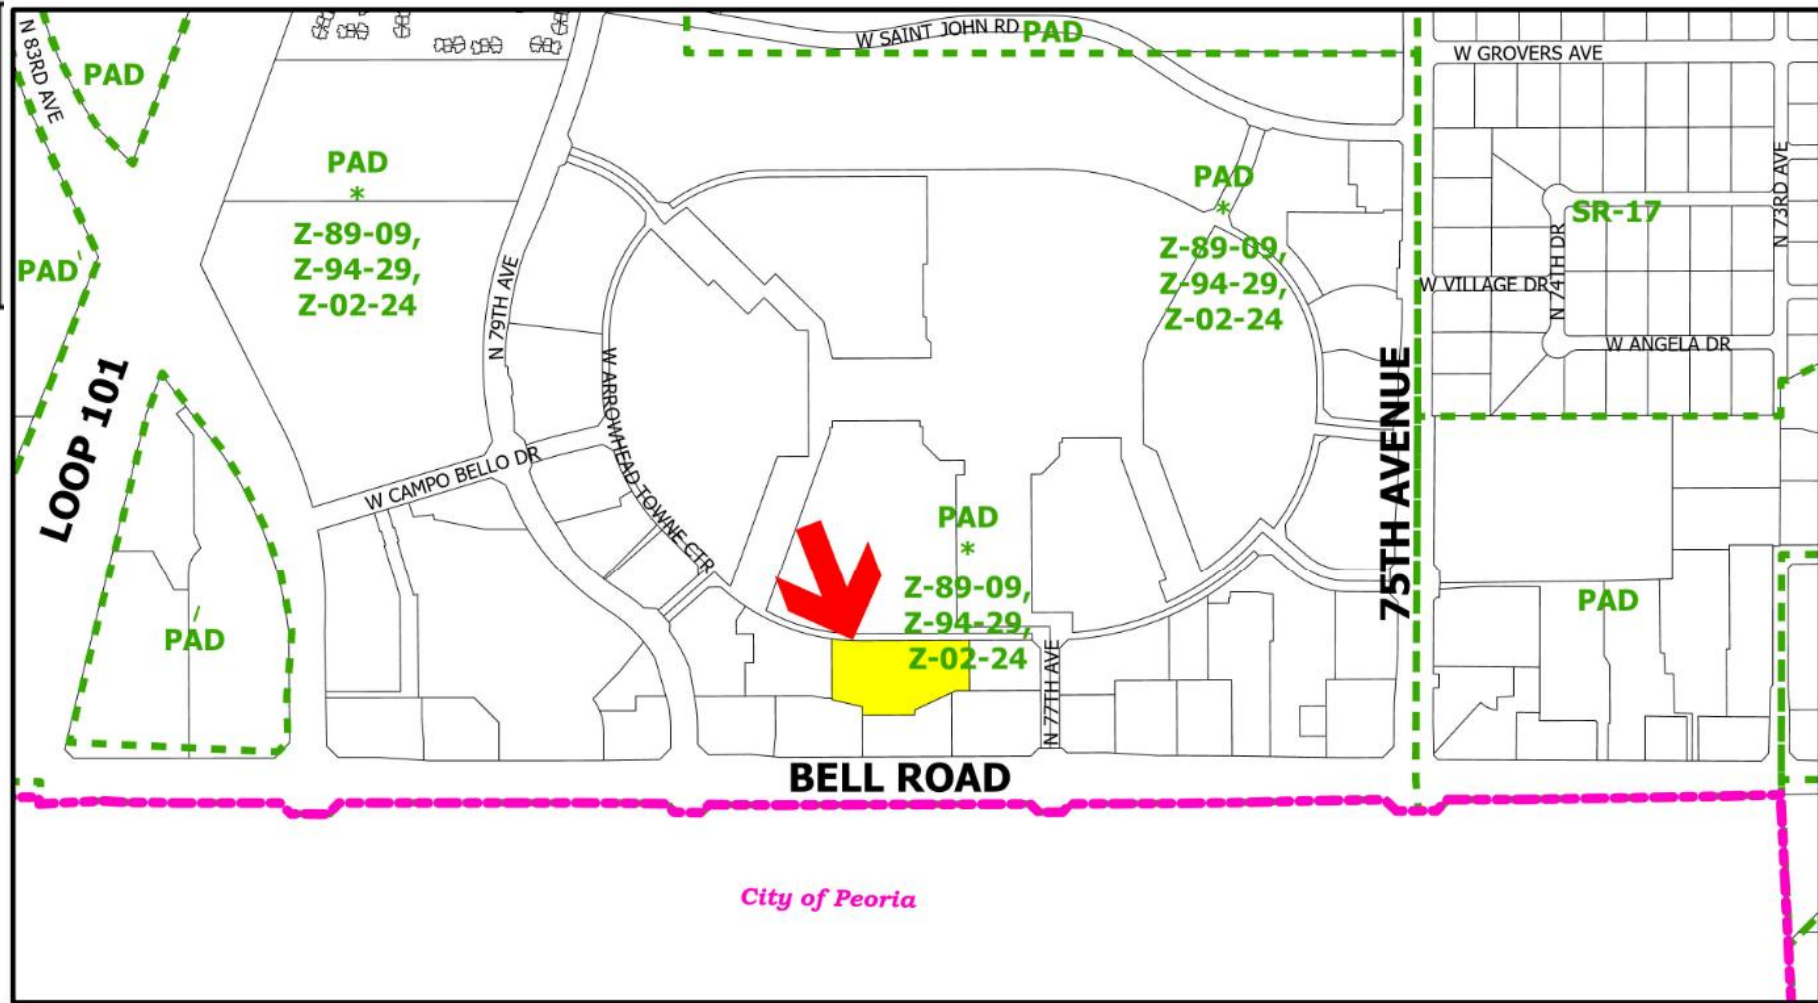 N 83RD AVE
PAD
W SAINT JOHN RD
PAD
W GROVERS AVE
PAD
*
Z-89-09,
Z-94-29,
Z-02-24
PAD
*
Z-89-09,
Z-94-29,
Z-02-24
SR-17
N 73RD AVE
PAD
N 79TH AVE
W VILLAGE DR
N 74TH DR
W ANGELA DR
LOOP 101
W ARROWHEAD TOWNE CTR
75TH AVENUE
W CAMPO BELLO DR
PAD
*
Z-89-09,
Z-94-29,
Z-02-24
PAD
PAD
N 77TH AVE
BELL ROAD
City of Peoria